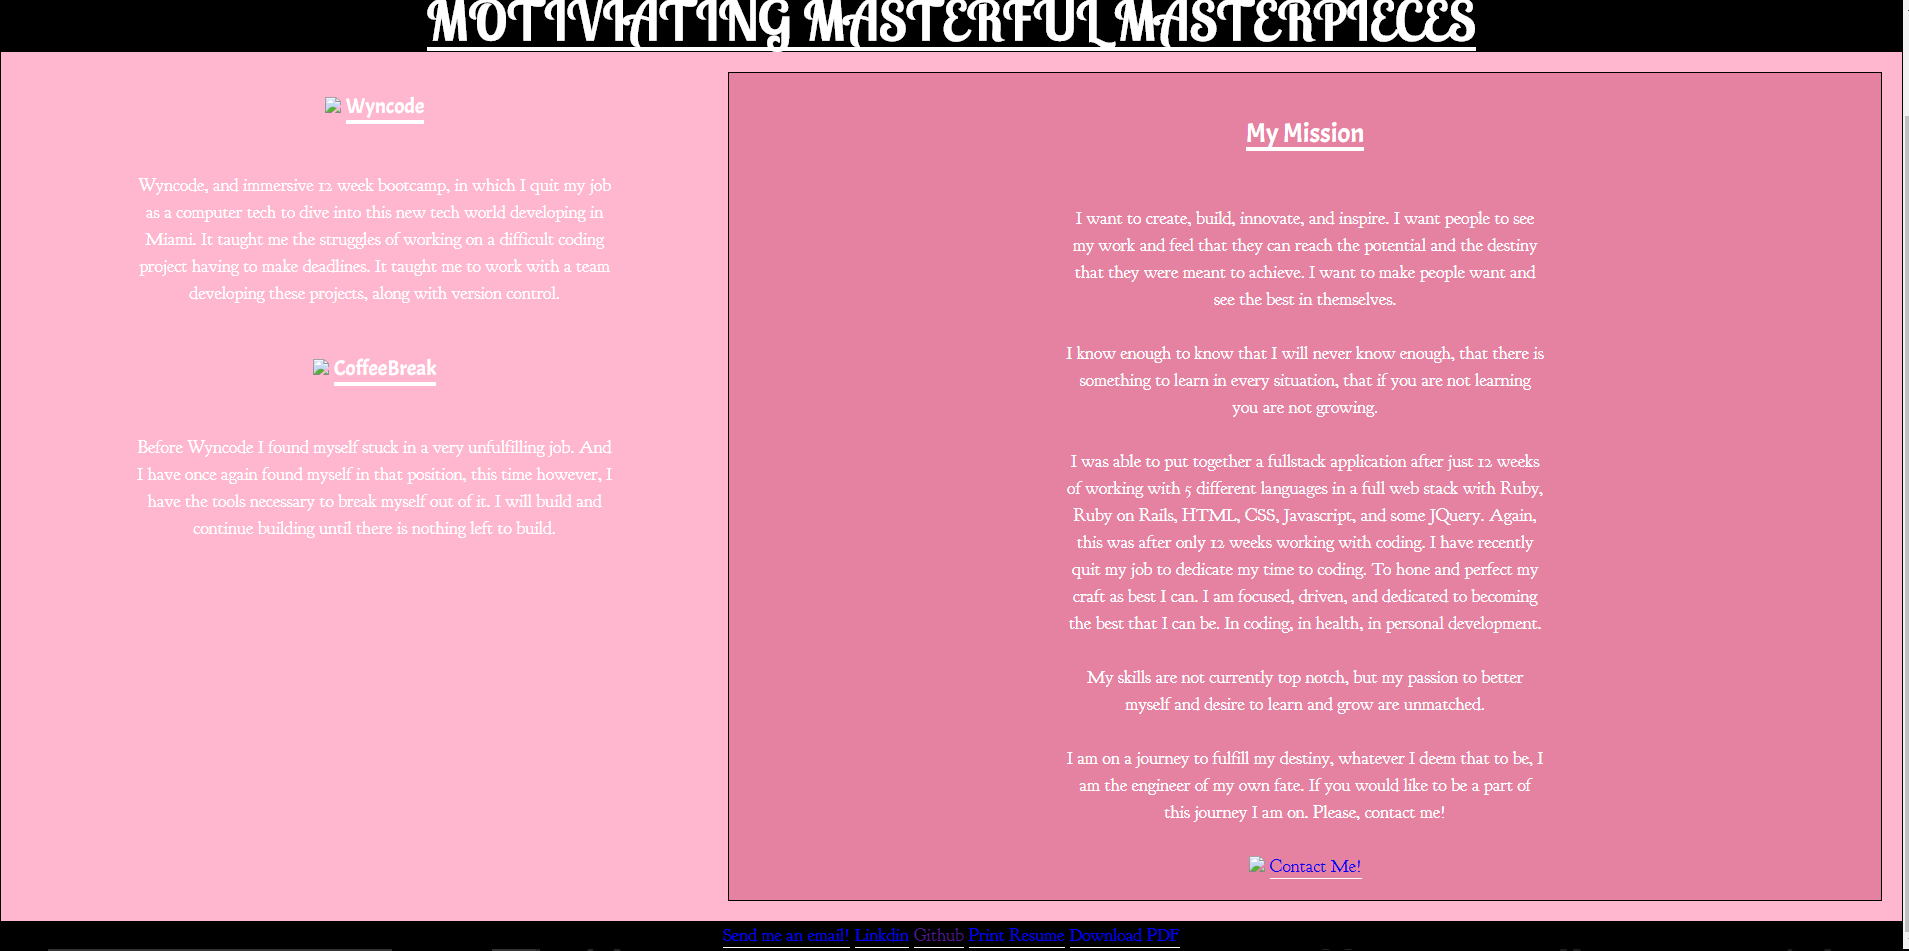 MOTIVIATING MASTERFUL MASTERPIECES
Wyncode
Wyncode, and immersive 12 week bootcamp, in which I quit my job
as a computer tech to dive into this new tech world developing in
Miami. It taught me the struggles of working on a difficult coding
project having to make deadlines. It taught me to work with a team
developing these projects, along with version control.
CoffeeBreak
Before Wyncode I found myself stuck in a very unfulfilling job. And
I have once again found myself in that position, this time however, I
have the tools necessary to break myself out of it. I will build and
continue building until there is nothing left to build.
My Mission
I want to create, build, innovate, and inspire. I want people to see
my work and feel that they can reach the potential and the destiny
that they were meant to achieve. I want to make people want and
see the best in themselves.
I know enough to know that I will never know enough, that there is
something to learn in every situation, that if you are not learning
you are not growing.
I was able to put together a fullstack application after just 12 weeks
of working with 5 different languages in a full web stack with Ruby,
Ruby on Rails, HTML, CSS, Javascript, and some JQuery. Again,
this was after only 12 weeks working with coding. I have recently
quit my job to dedicate my time to coding. To hone and perfect my
craft as best I can. I am focused, driven, and dedicated to becoming
the best that I can be. In coding, in health, in personal development.
My skills are not currently top notch, but my passion to better
myself and desire to learn and grow are unmatched.
I am on a journey to fulfill my destiny, whatever I deem that to be, I
am the engineer of my own fate. If you would like to be a part of
this journey I am on. Please, contact me!
Contact Me!
Send me an email! Linkdin Github Print Resume Download PDF